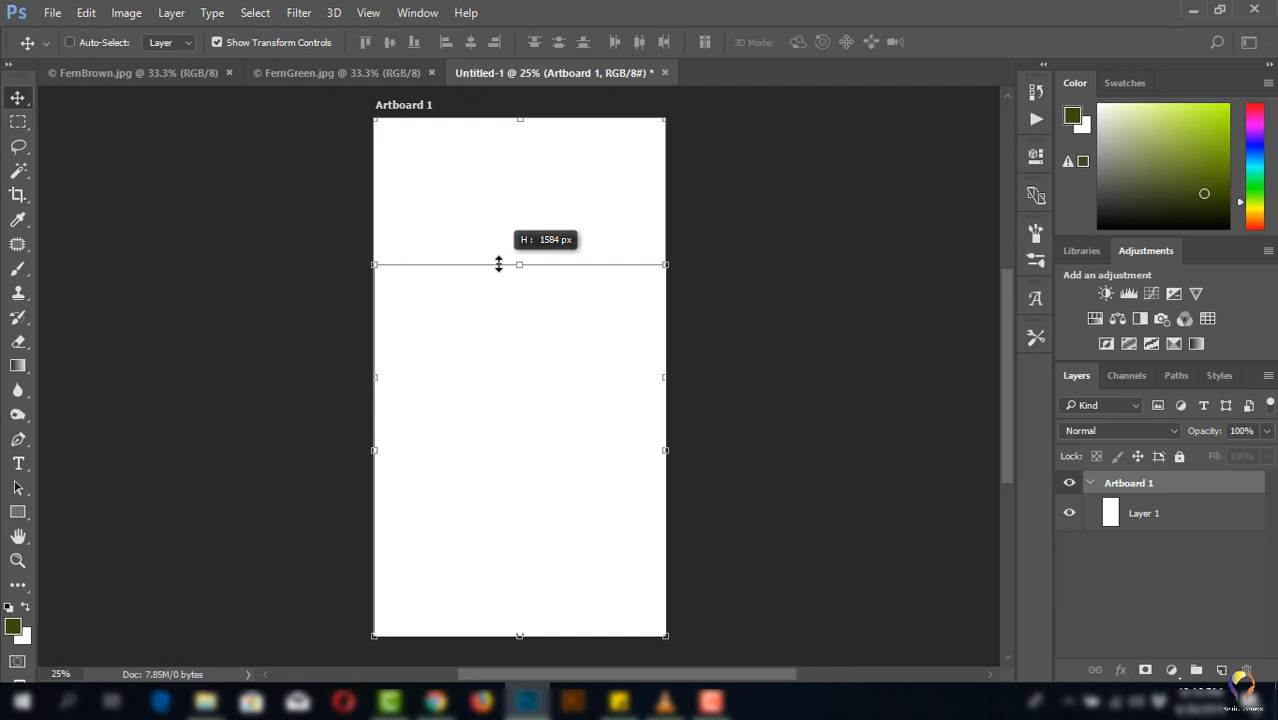 Ps File Edit Image Layer Type Select Filter 3D View Window Help
Auto-Select: Layer Show Transform Controls 3D Mode:
© FernBrown.jpg @ 33.3% (RGB/8) × © FernGreen.jpg @ 33.3% (RGB/8) × Untitled-1 @ 25% (Artboard 1, RGB/8#) * ×
Artboard 1
H : 1584 px
Color Swatches
Libraries Adjustments
Add an adjustment
Layers Channels Paths Styles
Kind
Normal Opacity: 100%
Lock: Fill: 100%
Artboard 1
Layer 1
25% Doc: 7.85M/0 bytes